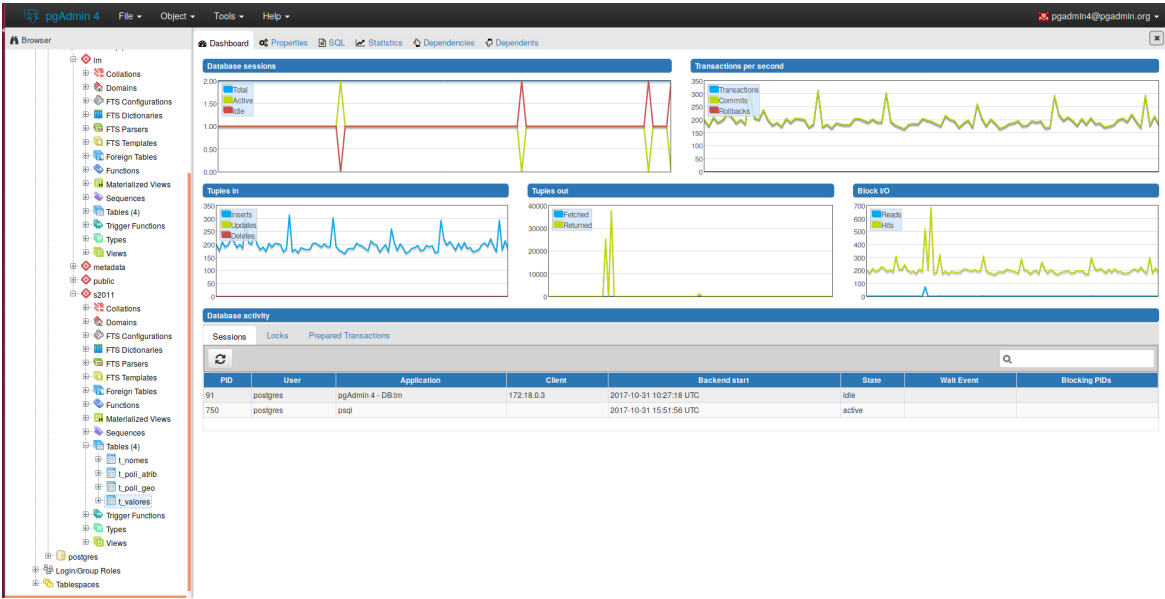 pgAdmin 4 File Object Tools Help pgadmin4@pgadmin.org
Browser
Dashboard Properties SQL Statistics Dependencies Dependents
lm
Collations
Domains
FTS Configurations
FTS Dictionaries
FTS Parsers
FTS Templates
Foreign Tables
Functions
Materialized Views
Sequences
Tables (4)
Trigger Functions
Types
Views
metadata
public
s2011
Collations
Domains
FTS Configurations
FTS Dictionaries
FTS Parsers
FTS Templates
Foreign Tables
Functions
Materialized Views
Sequences
Tables (4)
t_nomes
t_poli_atrib
t_poli_geo
t_valores
Trigger Functions
Types
Views
postgres
Login/Group Roles
Tablespaces
Database sessions
2.00
1.50
1.00
0.50
0.00
Total
Active
Idle
Transactions per second
350
300
250
200
150
100
50
0
Transactions
Commits
Rollbacks
Tuples in
350
300
250
200
150
100
50
0
Inserts
Updates
Deletes
Tuples out
40000
30000
20000
10000
0
Fetched
Returned
Block I/O
700
600
500
400
300
200
100
0
Reads
Hits
Database activity
Sessions Locks Prepared Transactions
PID User Application Client Backend start State Wait Event Blocking PIDs
91 postgres pgAdmin 4 - DB:lm 172.18.0.3 2017-10-31 10:27:18 UTC idle
750 postgres psql 2017-10-31 15:51:56 UTC active